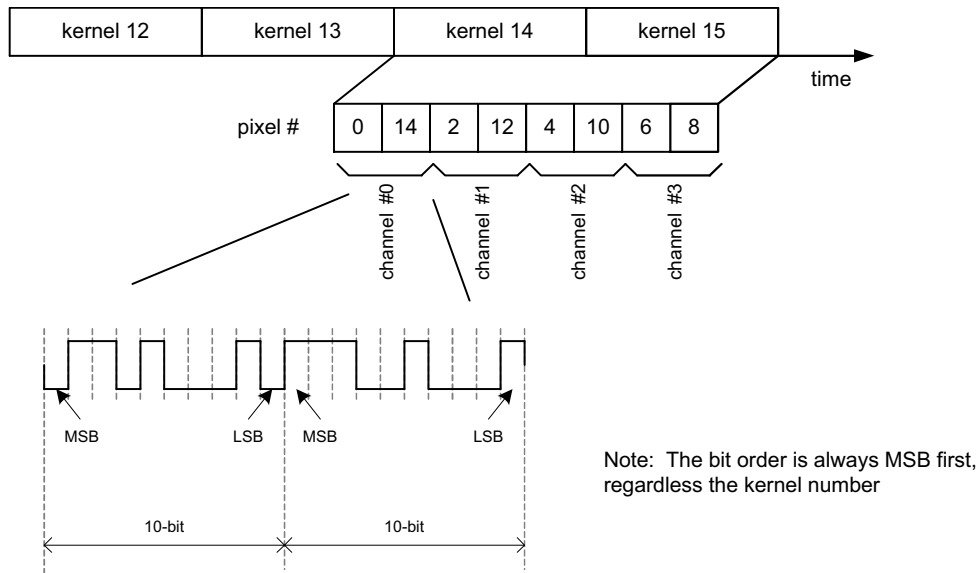 kernel 12 kernel 13 kernel 14 kernel 15
time
pixel # 0 14 2 12 4 10 6 8
channel #0 channel #1 channel #2 channel #3
MSB LSB MSB LSB
Note: The bit order is always MSB first,
regardless the kernel number
10-bit 10-bit